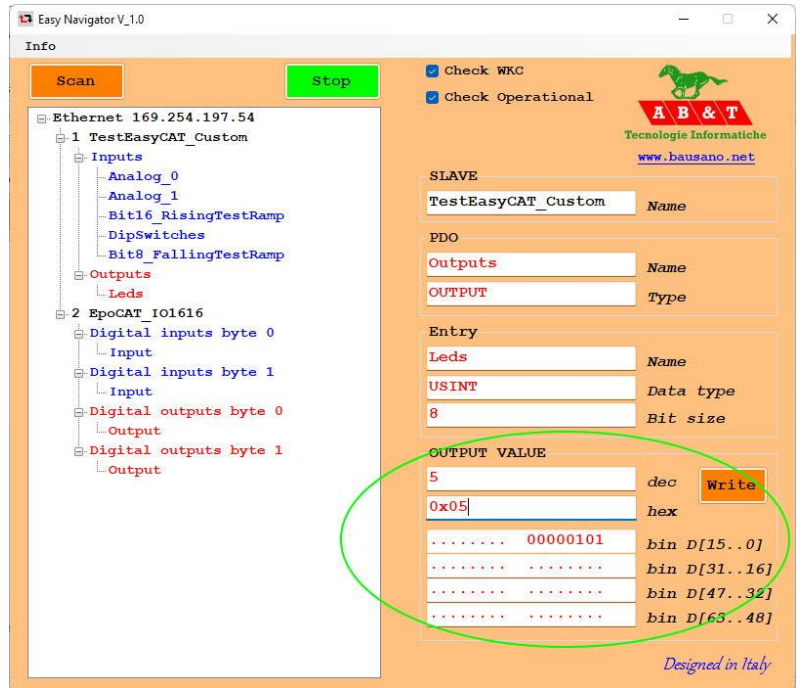 Easy Navigator V_1.0
Info
Scan
Stop
Ethernet 169.254.197.54
1 TestEasyCAT_Custom
Inputs
Analog_0
Analog_1
Bit16_RisingTestRamp
DipSwitches
Bit8_FallingTestRamp
Outputs
Leds
2 EpoCAT_IO1616
Digital inputs byte 0
Input
Digital inputs byte 1
Input
Digital outputs byte 0
Output
Digital outputs byte 1
Output
Check WKC
Check Operational
AB&T
Tecnologie Informatiche
www.bausano.net
SLAVE
TestEasyCAT_Custom Name
PDO
Outputs Name
OUTPUT Type
Entry
Leds Name
USINT Data type
8 Bit size
OUTPUT VALUE
5 dec Write
0x05 hex
........ 00000101 bin D[15..0]
........ ........ bin D[31..16]
........ ........ bin D[47..32]
........ ........ bin D[63..48]
Designed in Italy